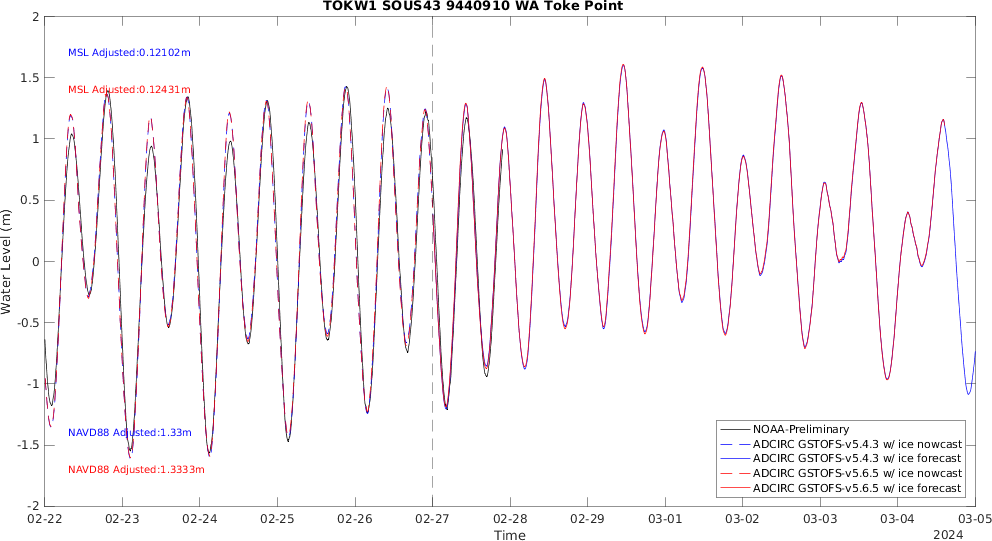 TOKW1 SOUS43 9440910 WA Toke Point
2
1.5
1
0.5
0
-0.5
-1
-1.5
-2
Water Level (m)
MSL Adjusted:0.12102m
MSL Adjusted:0.12431m
NAVD88 Adjusted:1.33m
NAVD88 Adjusted:1.3333m
NOAA-Preliminary
ADCIRC GSTOFS-v5.4.3 w/ ice nowcast
ADCIRC GSTOFS-v5.4.3 w/ ice forecast
ADCIRC GSTOFS-v5.6.5 w/ ice nowcast
ADCIRC GSTOFS-v5.6.5 w/ ice forecast
02-22 02-23 02-24 02-25 02-26 02-27 02-28 02-29 03-01 03-02 03-03 03-04 03-05
Time
2024